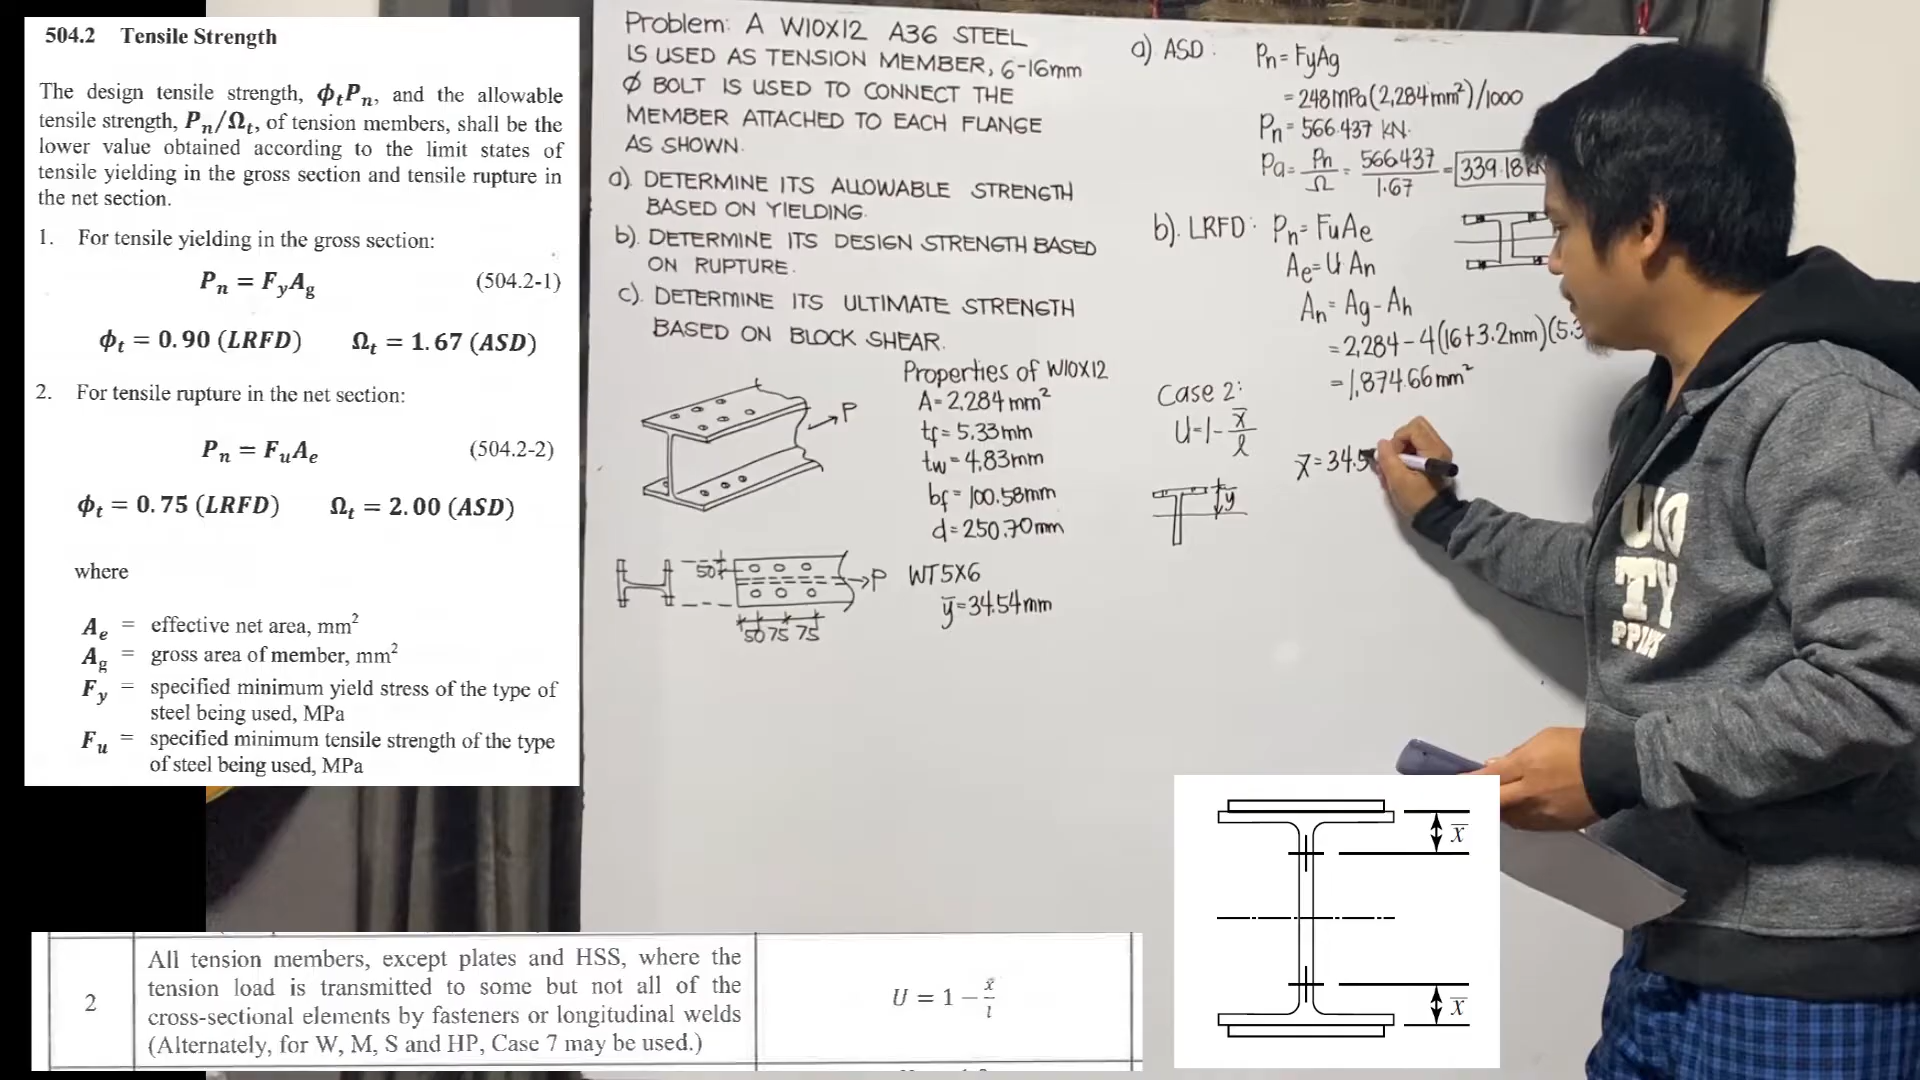 504.2 Tensile Strength
The design tensile strength, ϕtPn, and the allowable
tensile strength, Pn/Ωt, of tension members, shall be the
lower value obtained according to the limit states of
tensile yielding in the gross section and tensile rupture in
the net section.
1. For tensile yielding in the gross section:
Pn = FyAg (504.2-1)
ϕt = 0.90 (LRFD) Ωt = 1.67 (ASD)
2. For tensile rupture in the net section:
Pn = FuAe (504.2-2)
ϕt = 0.75 (LRFD) Ωt = 2.00 (ASD)
where
Ae = effective net area, mm²
Ag = gross area of member, mm²
Fy = specified minimum yield stress of the type of
steel being used, MPa
Fu = specified minimum tensile strength of the type
of steel being used, MPa
Problem: A W10X12 A36 STEEL
IS USED AS TENSION MEMBER, 6-16mm
Ø BOLT IS USED TO CONNECT THE
MEMBER ATTACHED TO EACH FLANGE
AS SHOWN.
a). DETERMINE ITS ALLOWABLE STRENGTH
BASED ON YIELDING.
b). DETERMINE ITS DESIGN STRENGTH BASED
ON RUPTURE.
c). DETERMINE ITS ULTIMATE STRENGTH
BASED ON BLOCK SHEAR.
P
Properties of W10X12
A=2,284 mm²
tf = 5.33mm
tw = 4.83mm
bf = 100.58mm
d = 250.70mm
50
P
50 75 75
WT5X6
ȳ=34.54mm
a). ASD:
Pn = FyAg
= 248MPa(2,284mm²)/1000
Pn = 566.437 kN.
Pa = Pn/Ω = 566.437/1.67 = 339.18k
b). LRFD: Pn = FuAe
Ae = U An
An = Ag - Ah
= 2,284 - 4(16+3.2mm)(5.3
= 1,874.66mm²
Case 2:
U = 1 - x̄/l
x̄ = 34.5
y
UNO
TY
PPLES
x̄
x̄
2
All tension members, except plates and HSS, where the
tension load is transmitted to some but not all of the
cross-sectional elements by fasteners or longitudinal welds
(Alternately, for W, M, S and HP, Case 7 may be used.)
U = 1 - x̄/l